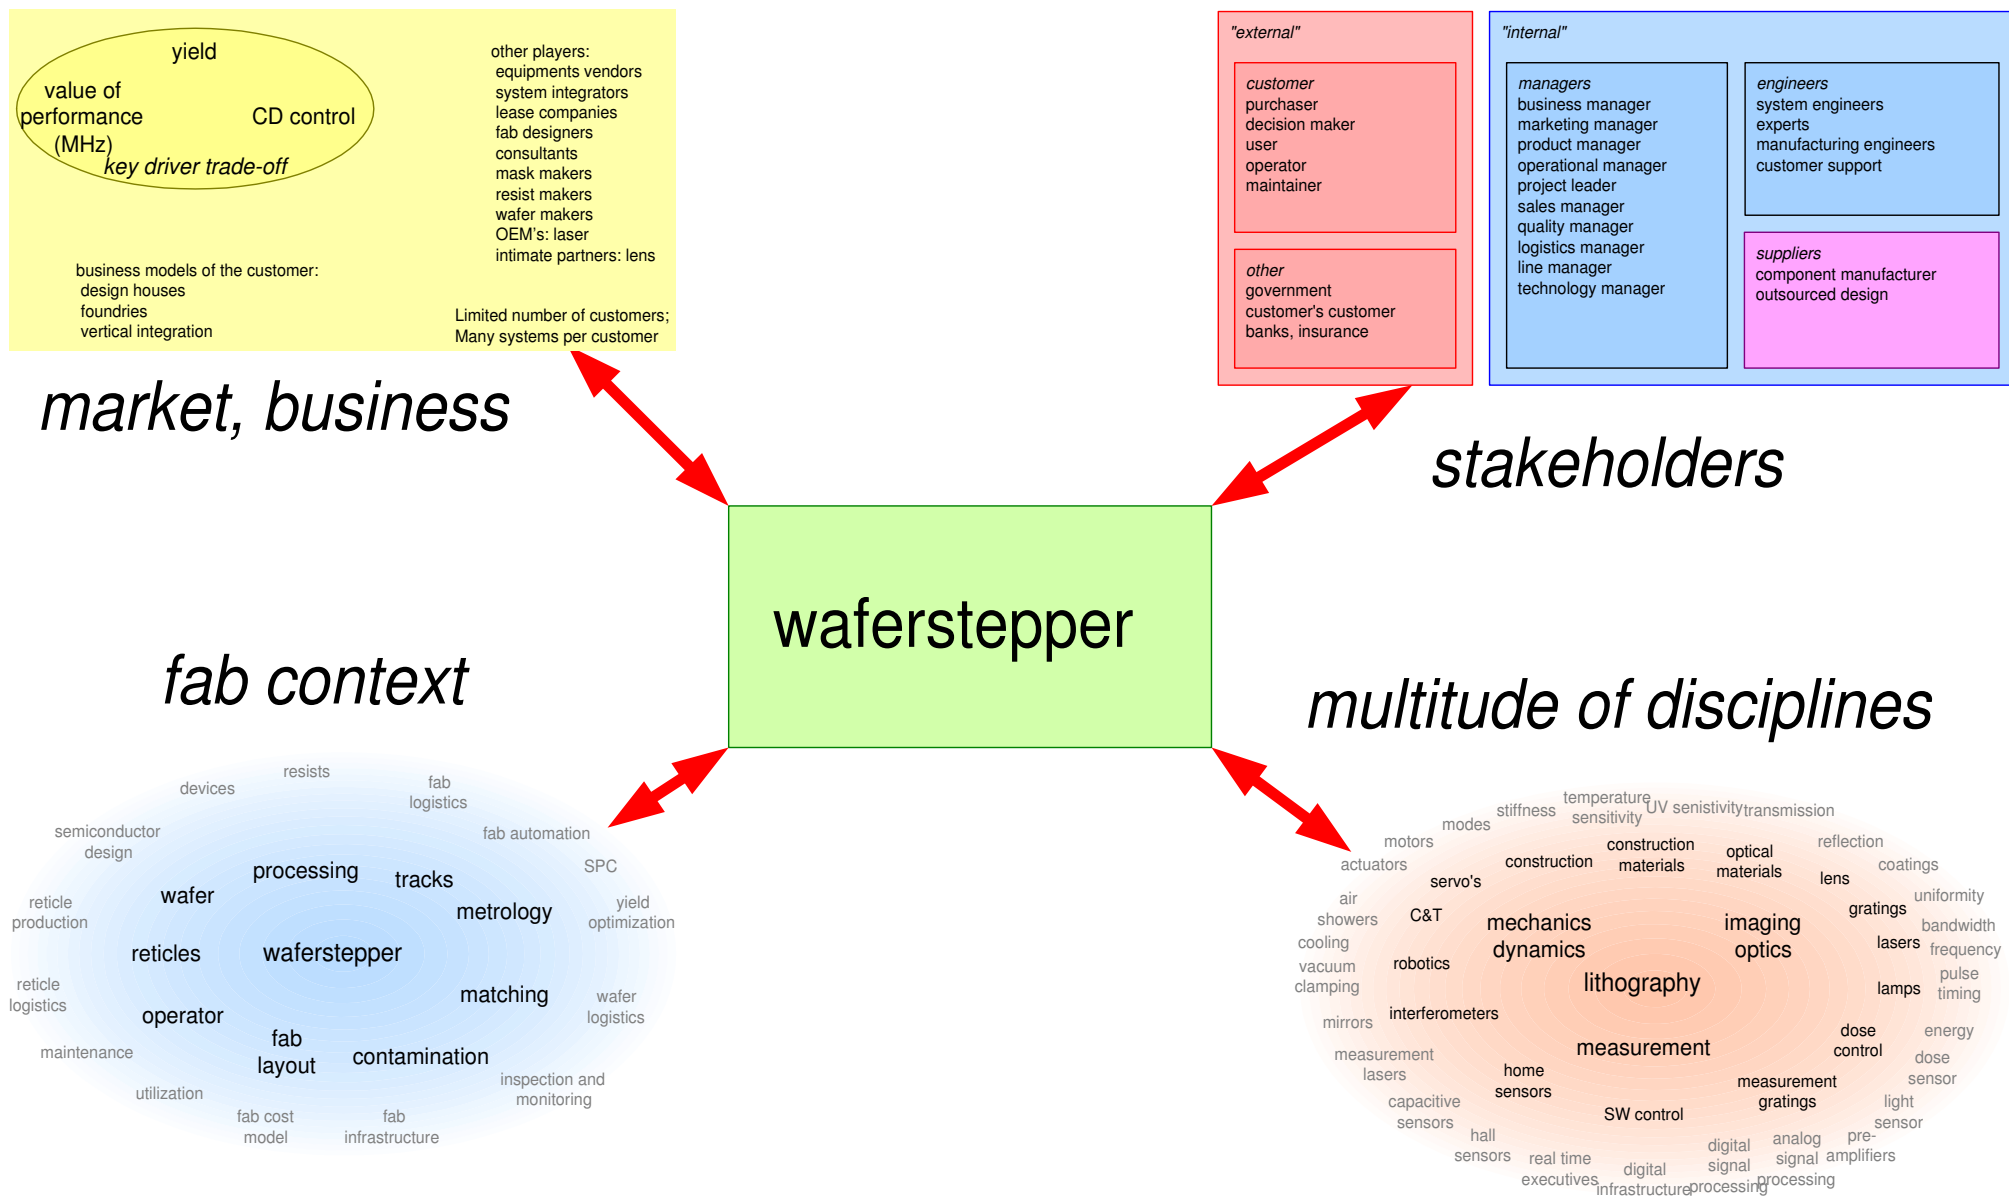 yield
value of
performance
(MHz)
CD control
key driver trade-off
other players:
equipments vendors
system integrators
lease companies
fab designers
consultants
mask makers
resist makers
wafer makers
OEM's: laser
intimate partners: lens
business models of the customer:
design houses
foundries
vertical integration
Limited number of customers;
Many systems per customer
market, business
"external"
customer
purchaser
decision maker
user
operator
maintainer
other
government
customer's customer
banks, insurance
"internal"
managers
business manager
marketing manager
product manager
operational manager
project leader
sales manager
quality manager
logistics manager
line manager
technology manager
engineers
system engineers
experts
manufacturing engineers
customer support
suppliers
component manufacturer
outsourced design
stakeholders
waferstepper
fab context
resists
devices
fab
logistics
semiconductor
design
fab automation
SPC
processing
tracks
wafer
metrology
reticle
production
yield
optimization
reticles
waferstepper
matching
reticle
logistics
wafer
logistics
operator
fab
layout
contamination
maintenance
utilization
inspection and
monitoring
fab cost
model
fab
infrastructure
multitude of disciplines
temperature
sensitivity
UV senistivity
transmission
stiffness
modes
motors
actuators
reflection
coatings
construction
construction
materials
optical
materials
lens
servo's
air
showers
C&T
uniformity
gratings
bandwidth
mechanics
dynamics
imaging
optics
cooling
lasers
frequency
vacuum
clamping
robotics
lithography
lamps
pulse
timing
mirrors
interferometers
energy
dose
control
measurement
measurement
lasers
dose
sensor
home
sensors
measurement
gratings
capacitive
sensors
SW control
light
sensor
hall
sensors
real time
executives
digital
infrastructure
digital
signal
processing
analog
signal
processing
pre-
amplifiers